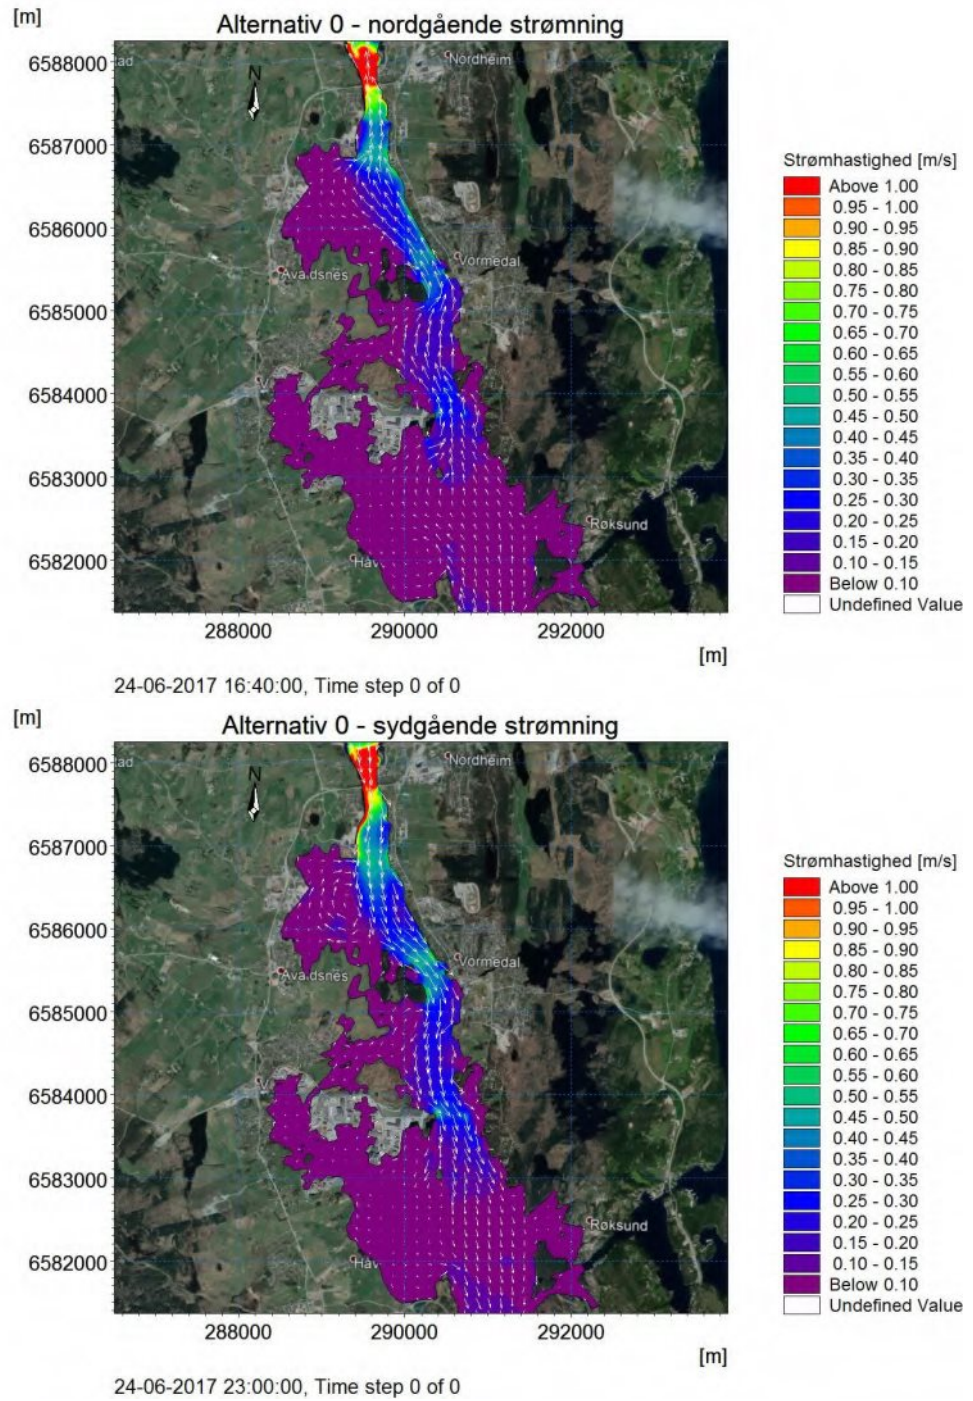 [m]
Alternativ 0 - nordgående strømning
6588000
6587000
6586000
6585000
6584000
6583000
6582000
N
Nordheim
Avaldsnes
Vormedal
Røksund
Strømhastighed [m/s]
Above 1.00
0.95 - 1.00
0.90 - 0.95
0.85 - 0.90
0.80 - 0.85
0.75 - 0.80
0.70 - 0.75
0.65 - 0.70
0.60 - 0.65
0.55 - 0.60
0.50 - 0.55
0.45 - 0.50
0.40 - 0.45
0.35 - 0.40
0.30 - 0.35
0.25 - 0.30
0.20 - 0.25
0.15 - 0.20
0.10 - 0.15
Below 0.10
Undefined Value
288000 290000 292000
[m]
24-06-2017 16:40:00, Time step 0 of 0
[m]
Alternativ 0 - sydgående strømning
6588000
6587000
6586000
6585000
6584000
6583000
6582000
N
Nordheim
Avaldsnes
Vormedal
Røksund
Strømhastighed [m/s]
Above 1.00
0.95 - 1.00
0.90 - 0.95
0.85 - 0.90
0.80 - 0.85
0.75 - 0.80
0.70 - 0.75
0.65 - 0.70
0.60 - 0.65
0.55 - 0.60
0.50 - 0.55
0.45 - 0.50
0.40 - 0.45
0.35 - 0.40
0.30 - 0.35
0.25 - 0.30
0.20 - 0.25
0.15 - 0.20
0.10 - 0.15
Below 0.10
Undefined Value
288000 290000 292000
[m]
24-06-2017 23:00:00, Time step 0 of 0